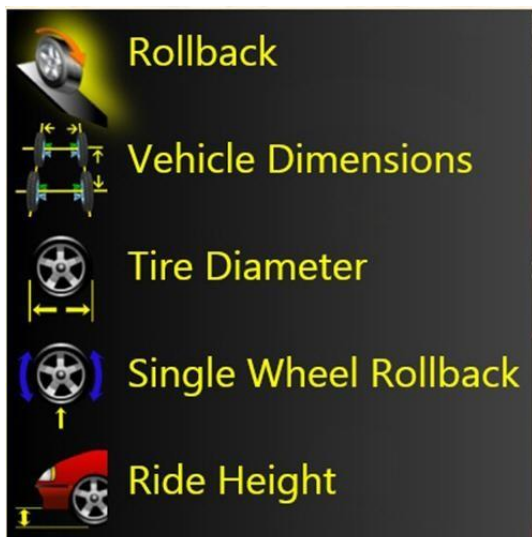 Rollback
Vehicle Dimensions
Tire Diameter
Single Wheel Rollback
Ride Height